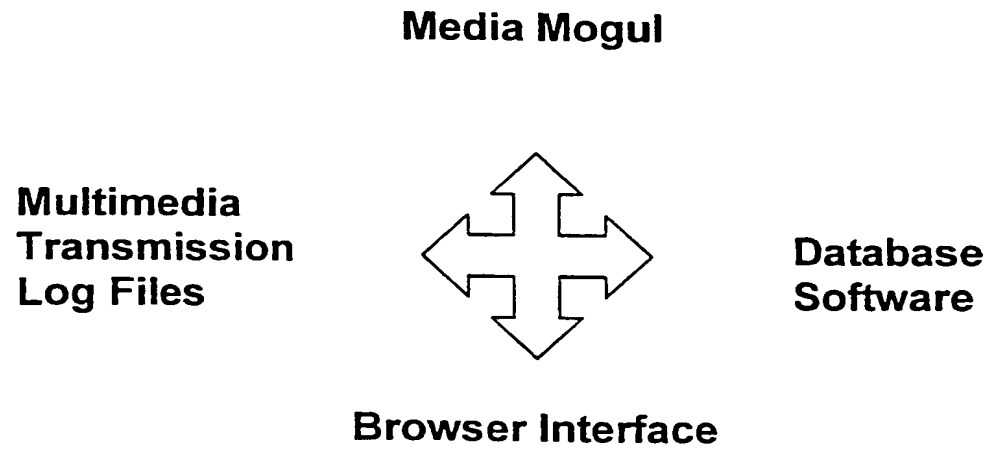 Media Mogul
Multimedia
Transmission
Log Files
Database
Software
Browser Interface